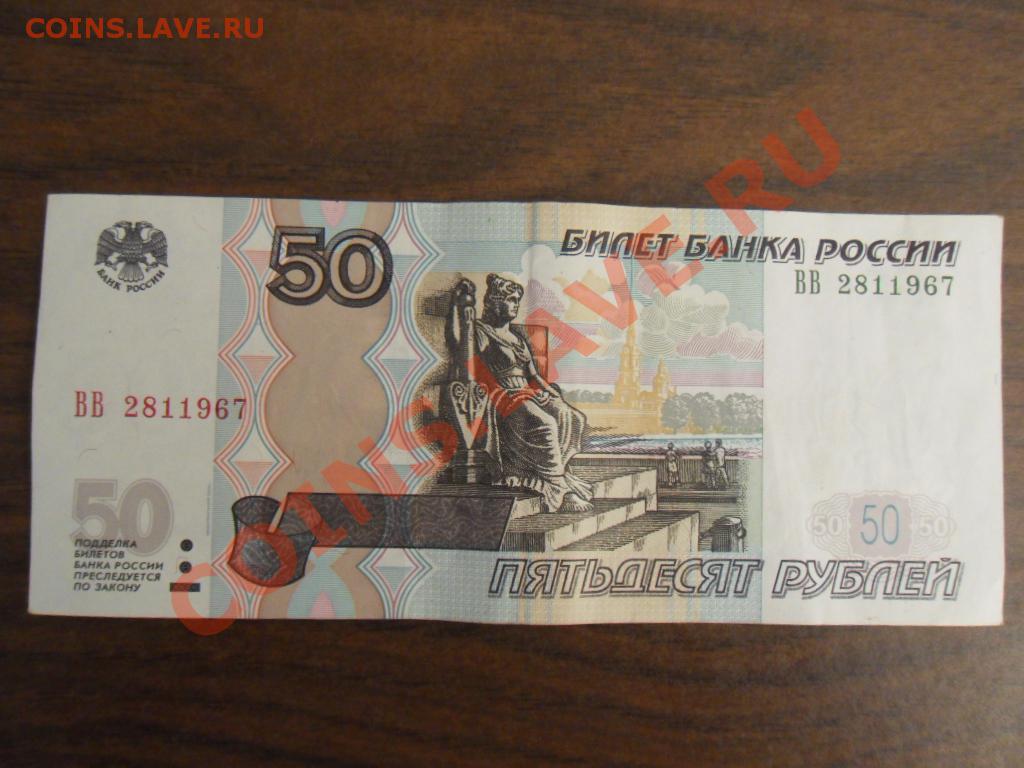 COINS.LAVE.RU
БАНК РОССИИ
50
БИЛЕТ БАНКА РОССИИ
ВВ 2811967
ВВ 2811967
50
ПОДДЕЛКА
БИЛЕТОВ
БАНКА РОССИИ
ПРЕСЛЕДУЕТСЯ
ПО ЗАКОНУ
50 50 50
ПЯТЬДЕСЯТ РУБЛЕЙ
COINS.LAVE.RU